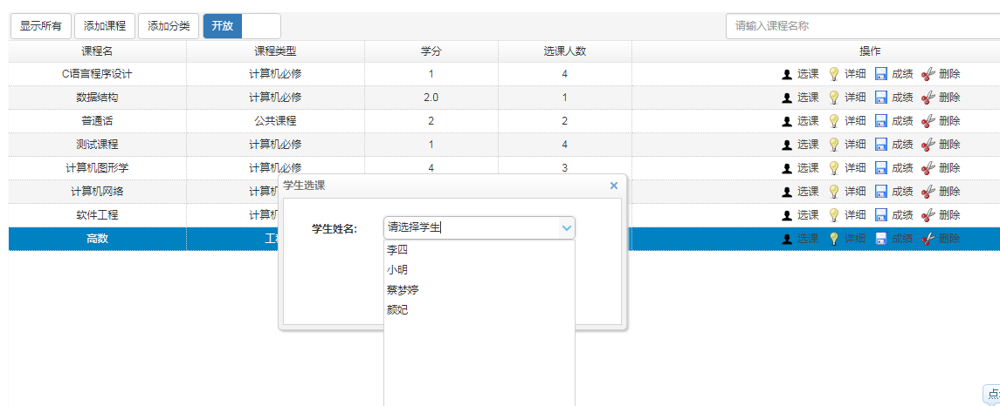 显示所有 添加课程 添加分类 开放 请输入课程名称
课程名 课程类型 学分 选课人数 操作
C语言程序设计 计算机必修 1 4 选课 详细 成绩 删除
数据结构 计算机必修 2.0 1 选课 详细 成绩 删除
普通话 公共课程 2 2 选课 详细 成绩 删除
测试课程 计算机必修 1 4 选课 详细 成绩 删除
计算机图形学 计算机必修 4 3 选课 详细 成绩 删除
计算机网络 计算机 选课 详细 成绩 删除
软件工程 计算机 选课 详细 成绩 删除
高数 工 选课 详细 成绩 删除
学生选课
学生姓名: 请选择学生
李四
小明
蔡梦婷
颜妃
点